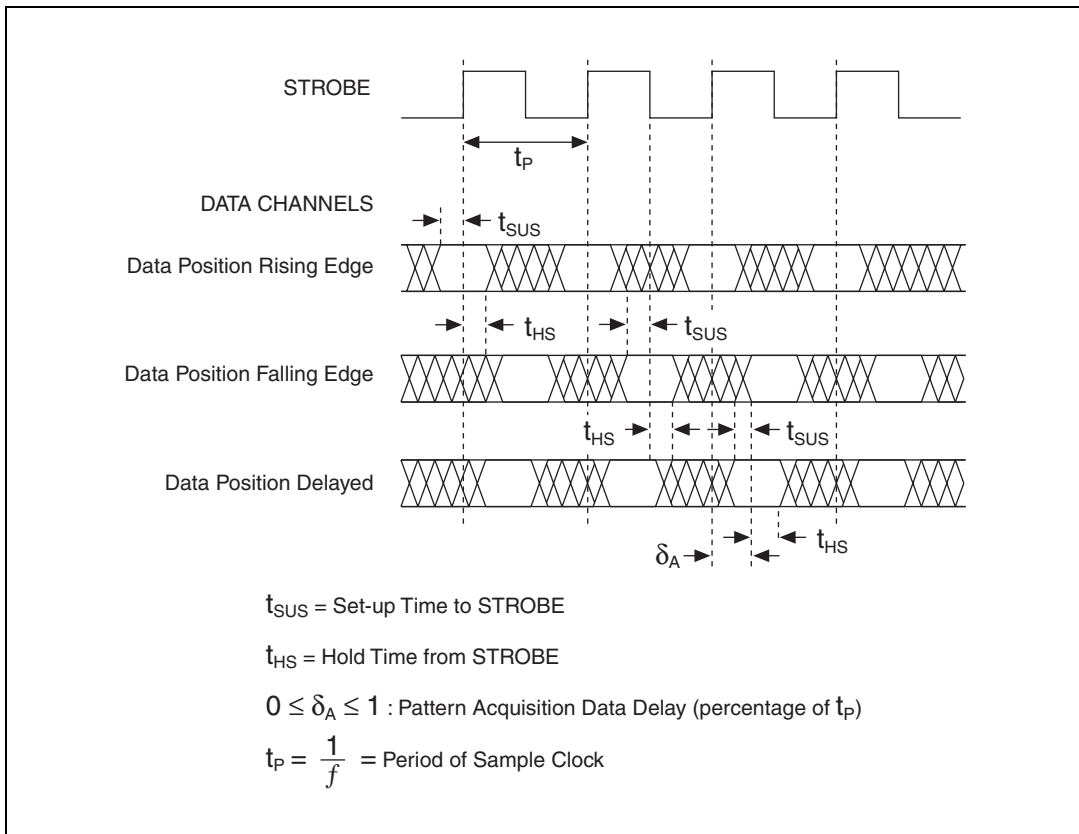 STROBE
tP
DATA CHANNELS
tSUS
Data Position Rising Edge
tHS
tSUS
Data Position Falling Edge
tHS
tSUS
Data Position Delayed
δA
tHS
tSUS = Set-up Time to STROBE
tHS = Hold Time from STROBE
0 ≤ δA ≤ 1 : Pattern Acquisition Data Delay (percentage of tP)
tP = 1/f = Period of Sample Clock